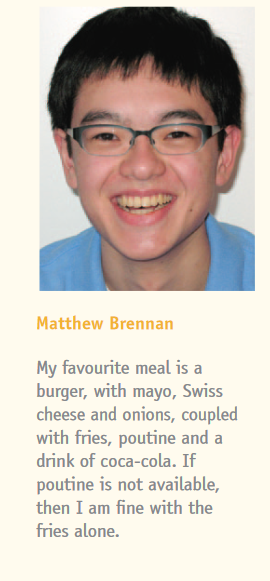 Matthew Brennan
My favourite meal is a
burger, with mayo, Swiss
cheese and onions, coupled
with fries, poutine and a
drink of coca-cola. If
poutine is not available,
then I am fine with the
fries alone.